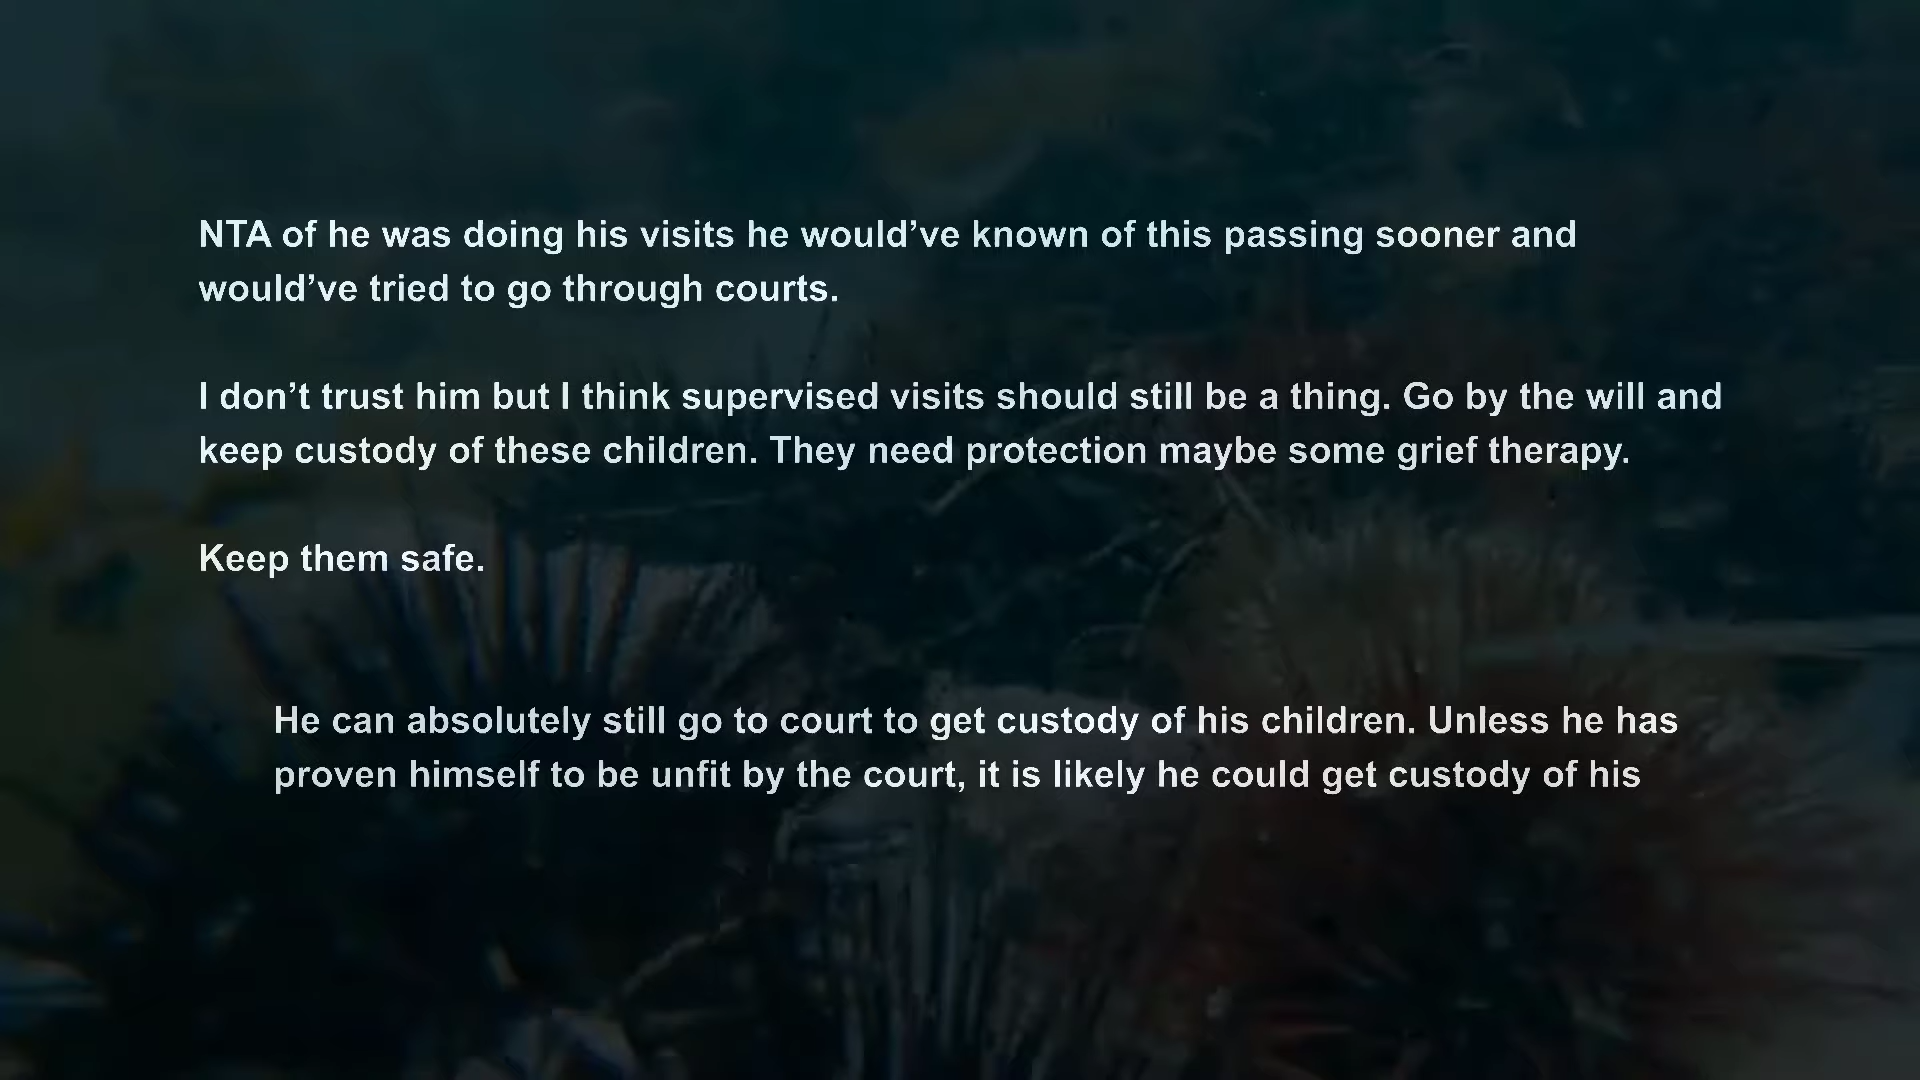 NTA of he was doing his visits he would’ve known of this passing sooner and
would’ve tried to go through courts.
I don’t trust him but I think supervised visits should still be a thing. Go by the will and
keep custody of these children. They need protection maybe some grief therapy.
Keep them safe.
He can absolutely still go to court to get custody of his children. Unless he has
proven himself to be unfit by the court, it is likely he could get custody of his